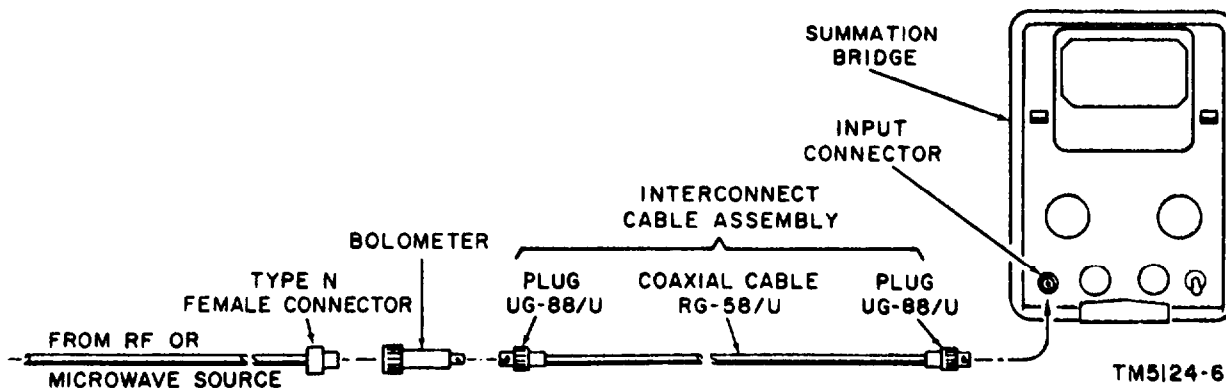 SUMMATION
BRIDGE
INPUT
CONNECTOR
INTERCONNECT
CABLE ASSEMBLY
BOLOMETER
TYPE N
FEMALE CONNECTOR
PLUG
UG-88/U
COAXIAL CABLE
RG-58/U
PLUG
UG-88/U
FROM RF OR
MICROWAVE SOURCE
TM5124-6